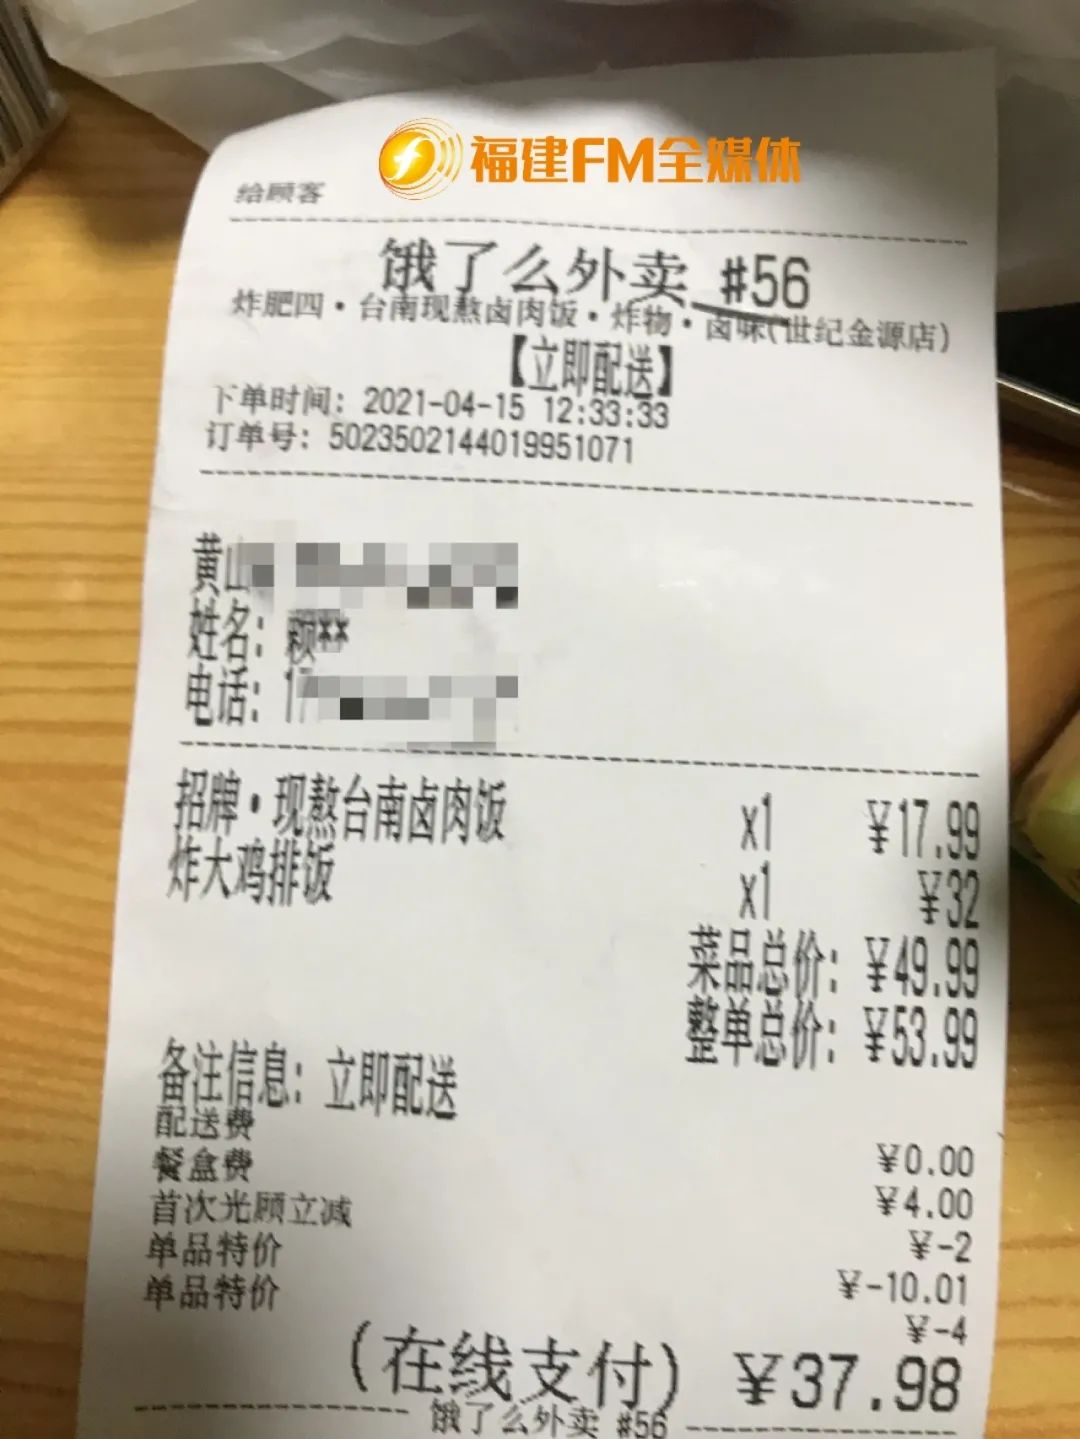 福建FM全媒体
给顾客
饿了么外卖 #56
炸肥四·台南现熬卤肉饭·炸物·卤味(世纪金源店)
【立即配送】
下单时间: 2021-04-15 12:33:33
订单号: 5023502144019951071
黄山
姓名: 颖**
电话: 17
招牌·现熬台南卤肉饭 x1 ¥17.99
炸大鸡排饭 x1 ¥32
菜品总价: ¥49.99
整单总价: ¥53.99
备注信息: 立即配送
配送费 ¥0.00
餐盒费 ¥4.00
首次光顾立减 ¥-2
单品特价 ¥-10.01
单品特价 ¥-4
(在线支付) ¥37.98
饿了么外卖 #56